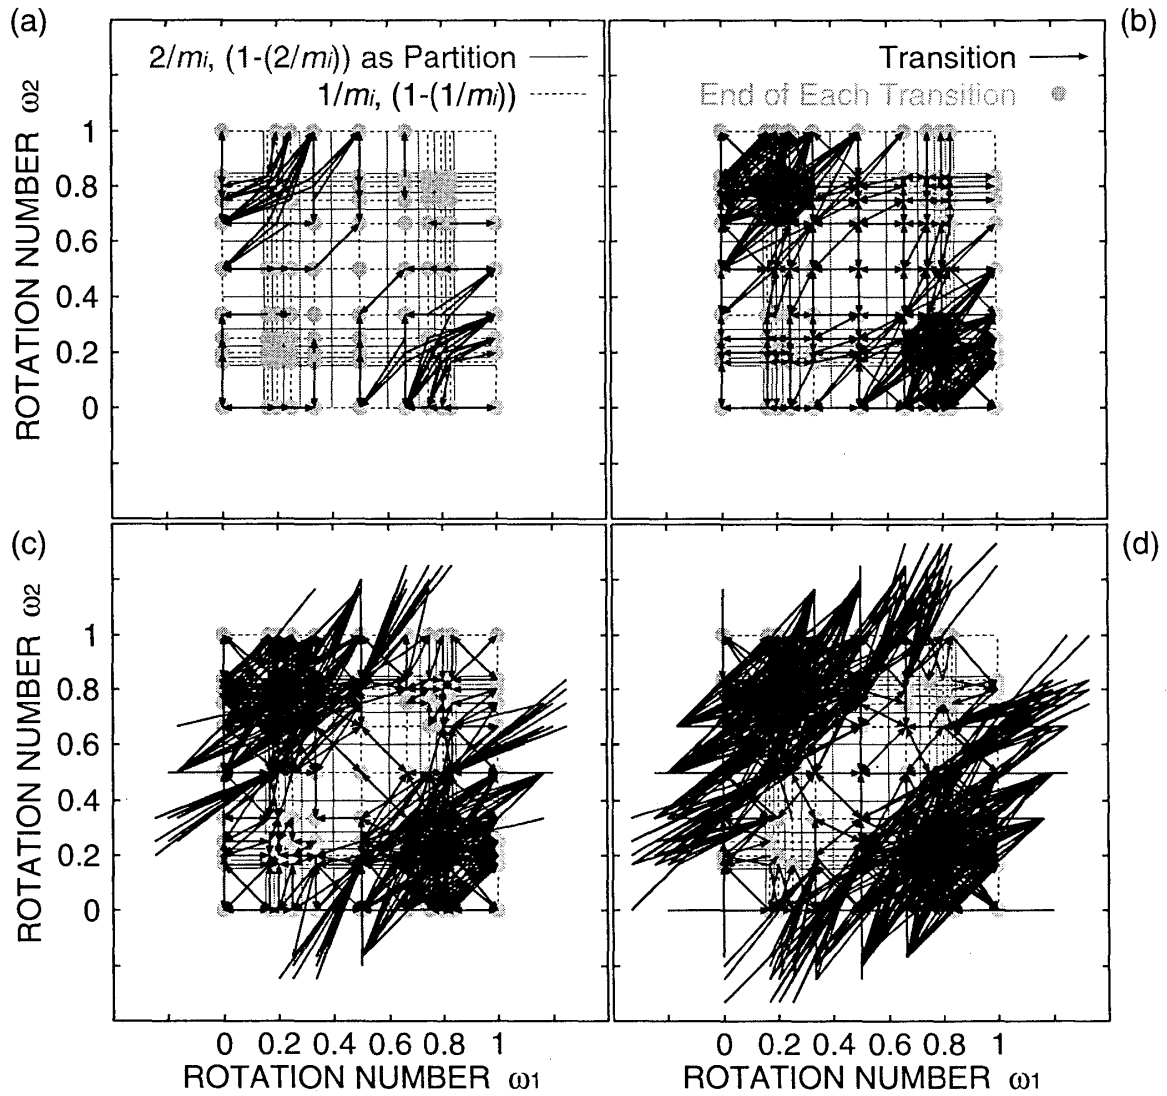 (a)
2/mi, (1-(2/mi)) as Partition
1/mi, (1-(1/mi))
ROTATION NUMBER ω2
1
0.8
0.6
0.4
0.2
0
(b)
Transition
End of Each Transition
(c)
ROTATION NUMBER ω2
1
0.8
0.6
0.4
0.2
0
0 0.2 0.4 0.6 0.8 1
ROTATION NUMBER ω1
(d)
0 0.2 0.4 0.6 0.8 1
ROTATION NUMBER ω1